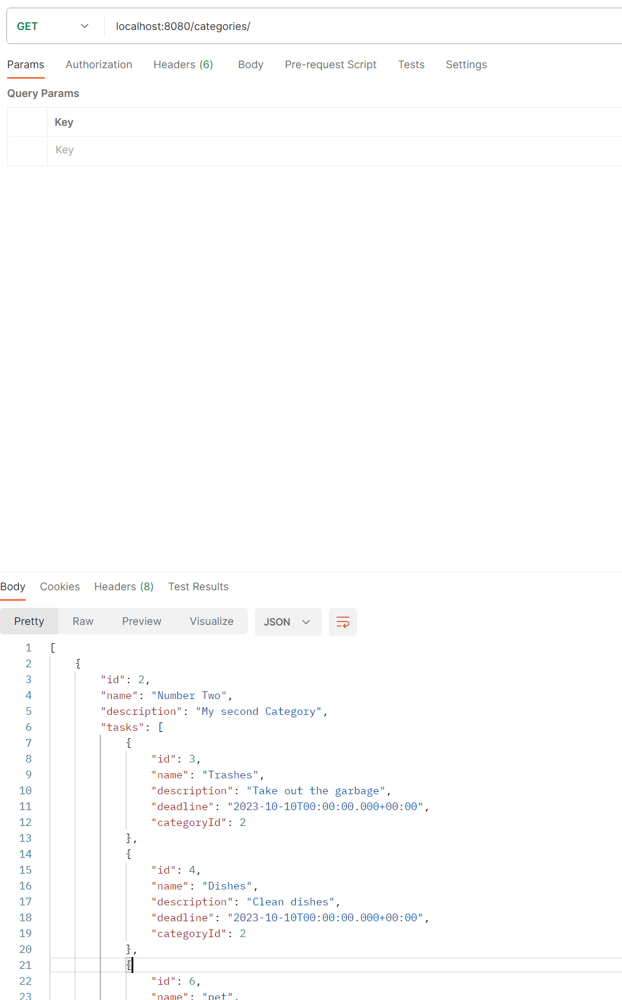 GET localhost:8080/categories/
Params Authorization Headers (6) Body Pre-request Script Tests Settings
Query Params
Key
Key
Body Cookies Headers (8) Test Results
Pretty Raw Preview Visualize JSON
1 [
2 {
3 "id": 2,
4 "name": "Number Two",
5 "description": "My second Category",
6 "tasks": [
7 {
8 "id": 3,
9 "name": "Trashes",
10 "description": "Take out the garbage",
11 "deadline": "2023-10-10T00:00:00.000+00:00",
12 "categoryId": 2
13 },
14 {
15 "id": 4,
16 "name": "Dishes",
17 "description": "Clean dishes",
18 "deadline": "2023-10-10T00:00:00.000+00:00",
19 "categoryId": 2
20 },
21 {
22 "id": 6,
23 "name": "pet",